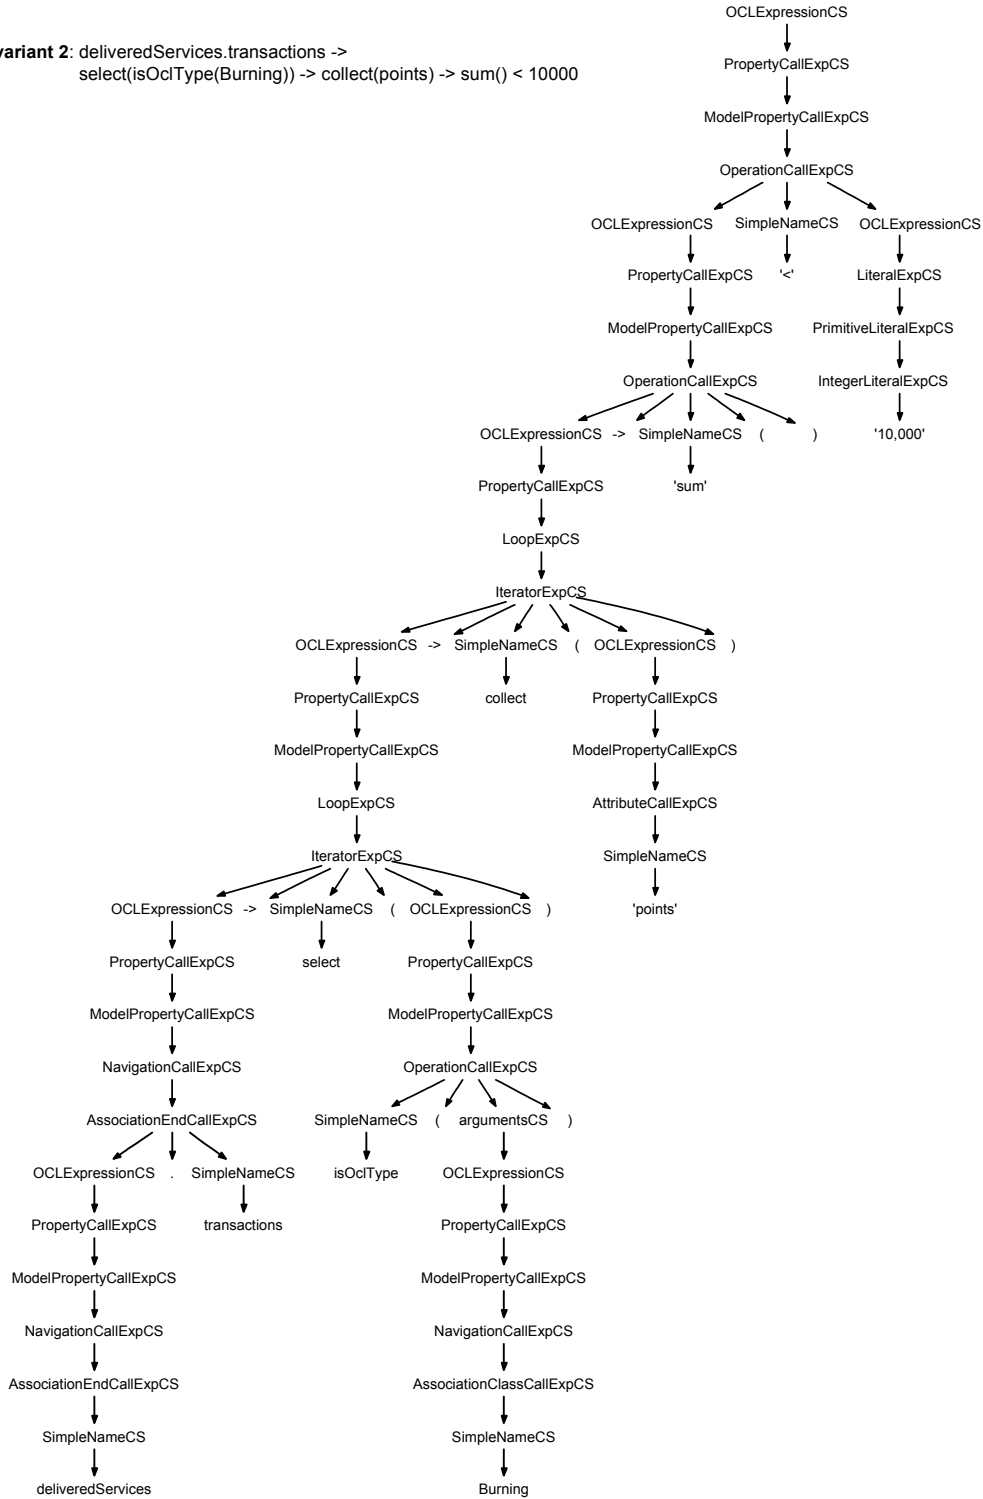 OCLExpressionCS
variant 2: deliveredServices.transactions ->
select(isOclType(Burning)) -> collect(points) -> sum() < 10000
PropertyCallExpCS
ModelPropertyCallExpCS
OperationCallExpCS
OCLExpressionCS SimpleNameCS OCLExpressionCS
PropertyCallExpCS '<' LiteralExpCS
ModelPropertyCallExpCS PrimitiveLiteralExpCS
OperationCallExpCS IntegerLiteralExpCS
OCLExpressionCS -> SimpleNameCS ( ) '10,000'
PropertyCallExpCS 'sum'
LoopExpCS
IteratorExpCS
OCLExpressionCS -> SimpleNameCS ( OCLExpressionCS )
PropertyCallExpCS collect PropertyCallExpCS
ModelPropertyCallExpCS ModelPropertyCallExpCS
LoopExpCS AttributeCallExpCS
IteratorExpCS SimpleNameCS
OCLExpressionCS -> SimpleNameCS ( OCLExpressionCS ) 'points'
PropertyCallExpCS select PropertyCallExpCS
ModelPropertyCallExpCS ModelPropertyCallExpCS
NavigationCallExpCS OperationCallExpCS
AssociationEndCallExpCS SimpleNameCS ( argumentsCS )
OCLExpressionCS . SimpleNameCS isOclType OCLExpressionCS
PropertyCallExpCS transactions PropertyCallExpCS
ModelPropertyCallExpCS ModelPropertyCallExpCS
NavigationCallExpCS NavigationCallExpCS
AssociationEndCallExpCS AssociationClassCallExpCS
SimpleNameCS SimpleNameCS
deliveredServices Burning